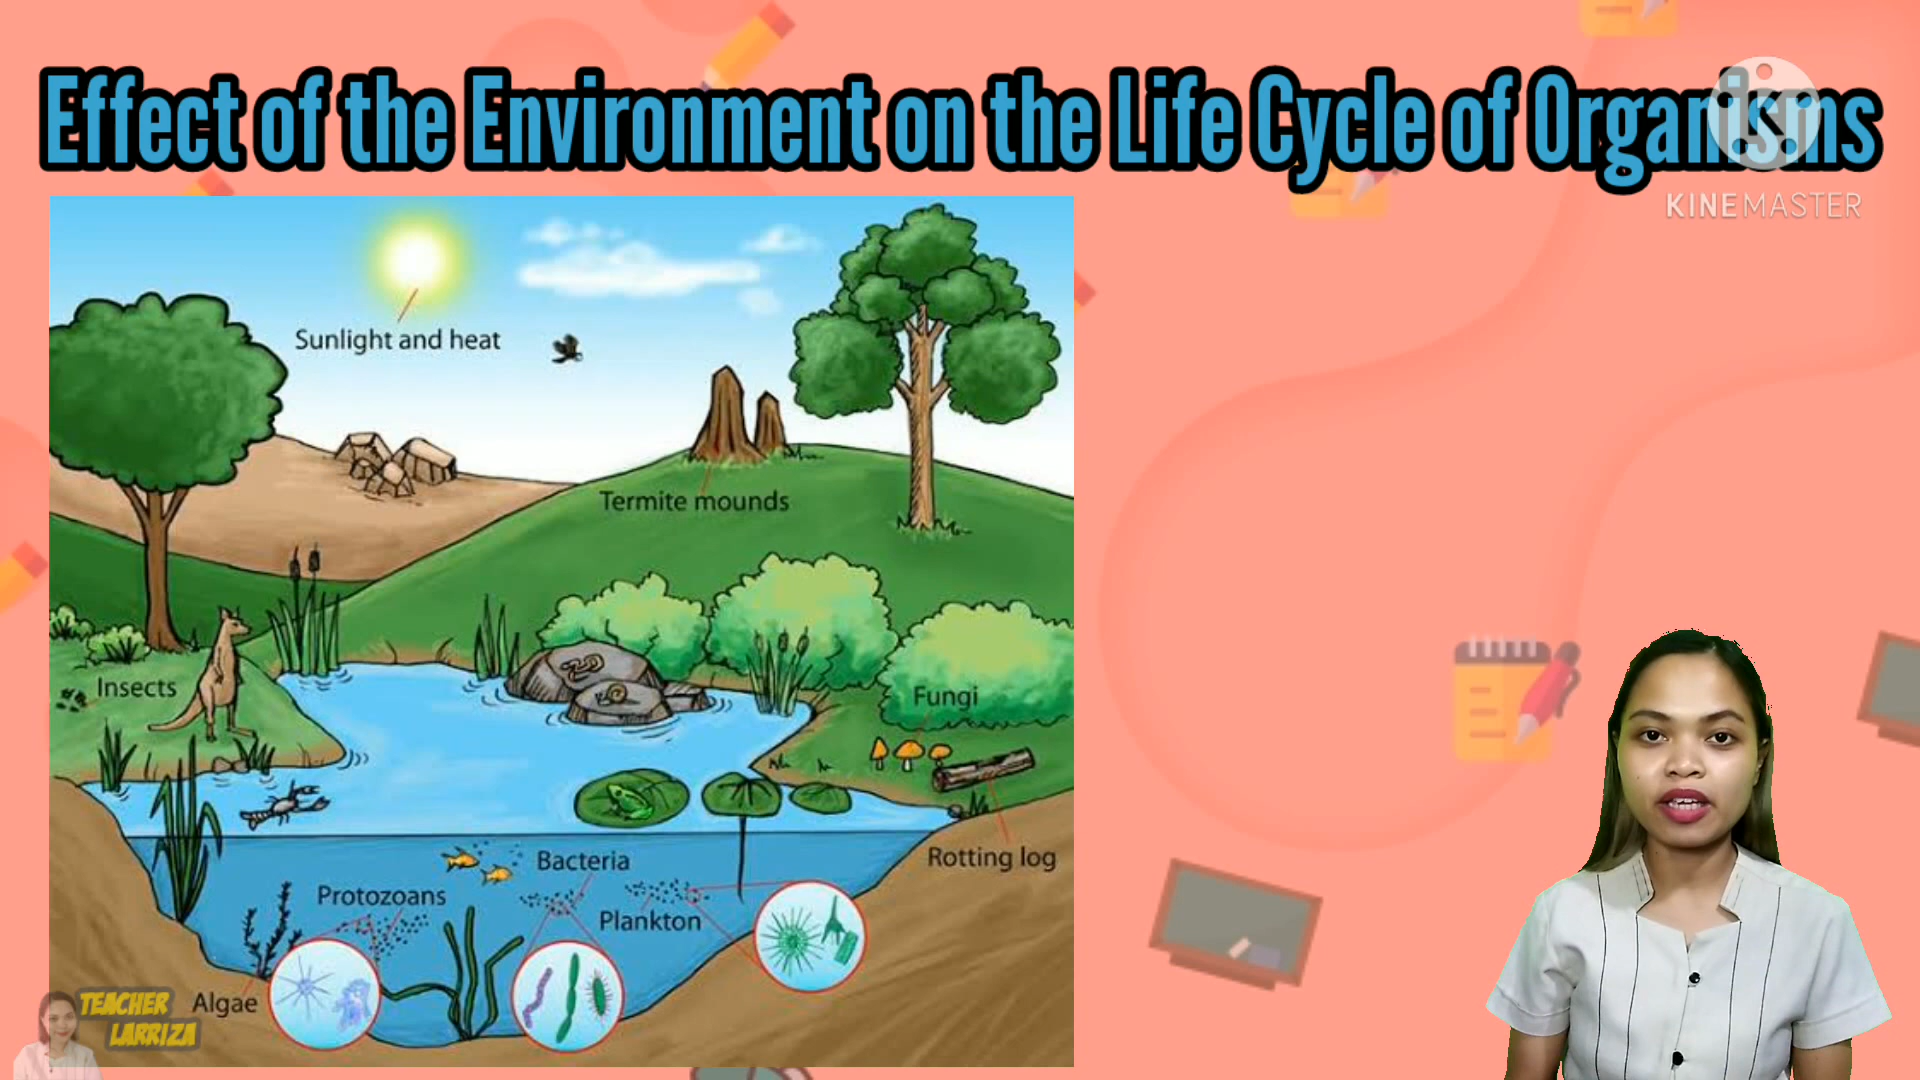 Effect of the Environment on the Life Cycle of Organisms
KINEMASTER
Sunlight and heat
Termite mounds
Insects
Fungi
Rotting log
Bacteria
Protozoans
Plankton
Algae
TEACHER
LARRIZA